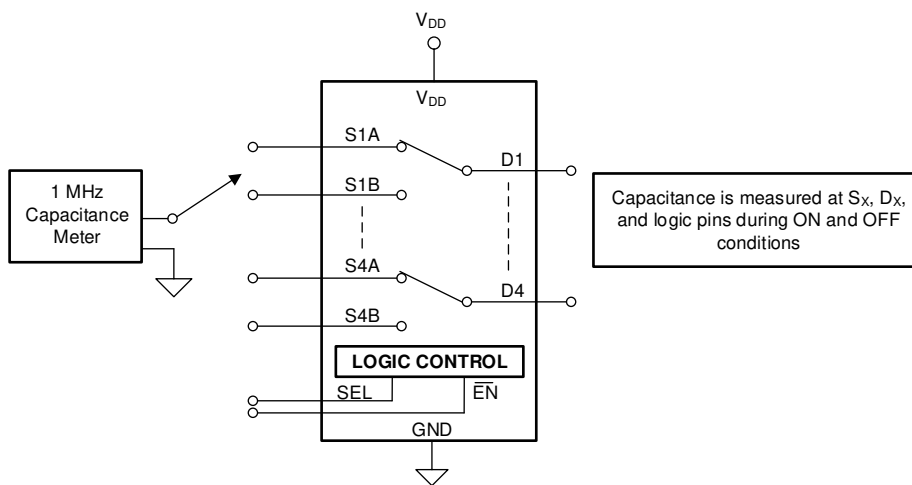 VDD
VDD
S1A
D1
S1B
1 MHz
Capacitance
Meter
Capacitance is measured at SX, DX,
and logic pins during ON and OFF
conditions
S4A
D4
S4B
LOGIC CONTROL
SEL
EN
GND